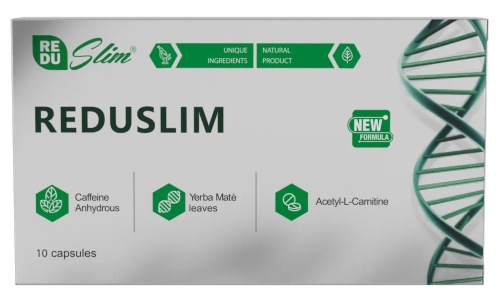 RE
DU
Slim®
UNIQUE
INGREDIENTS
NATURAL
PRODUCT
REDUSLIM
NEW
FORMULA
Caffeine
Anhydrous
Yerba Matè
leaves
Acetyl-L-Carnitine
10 capsules